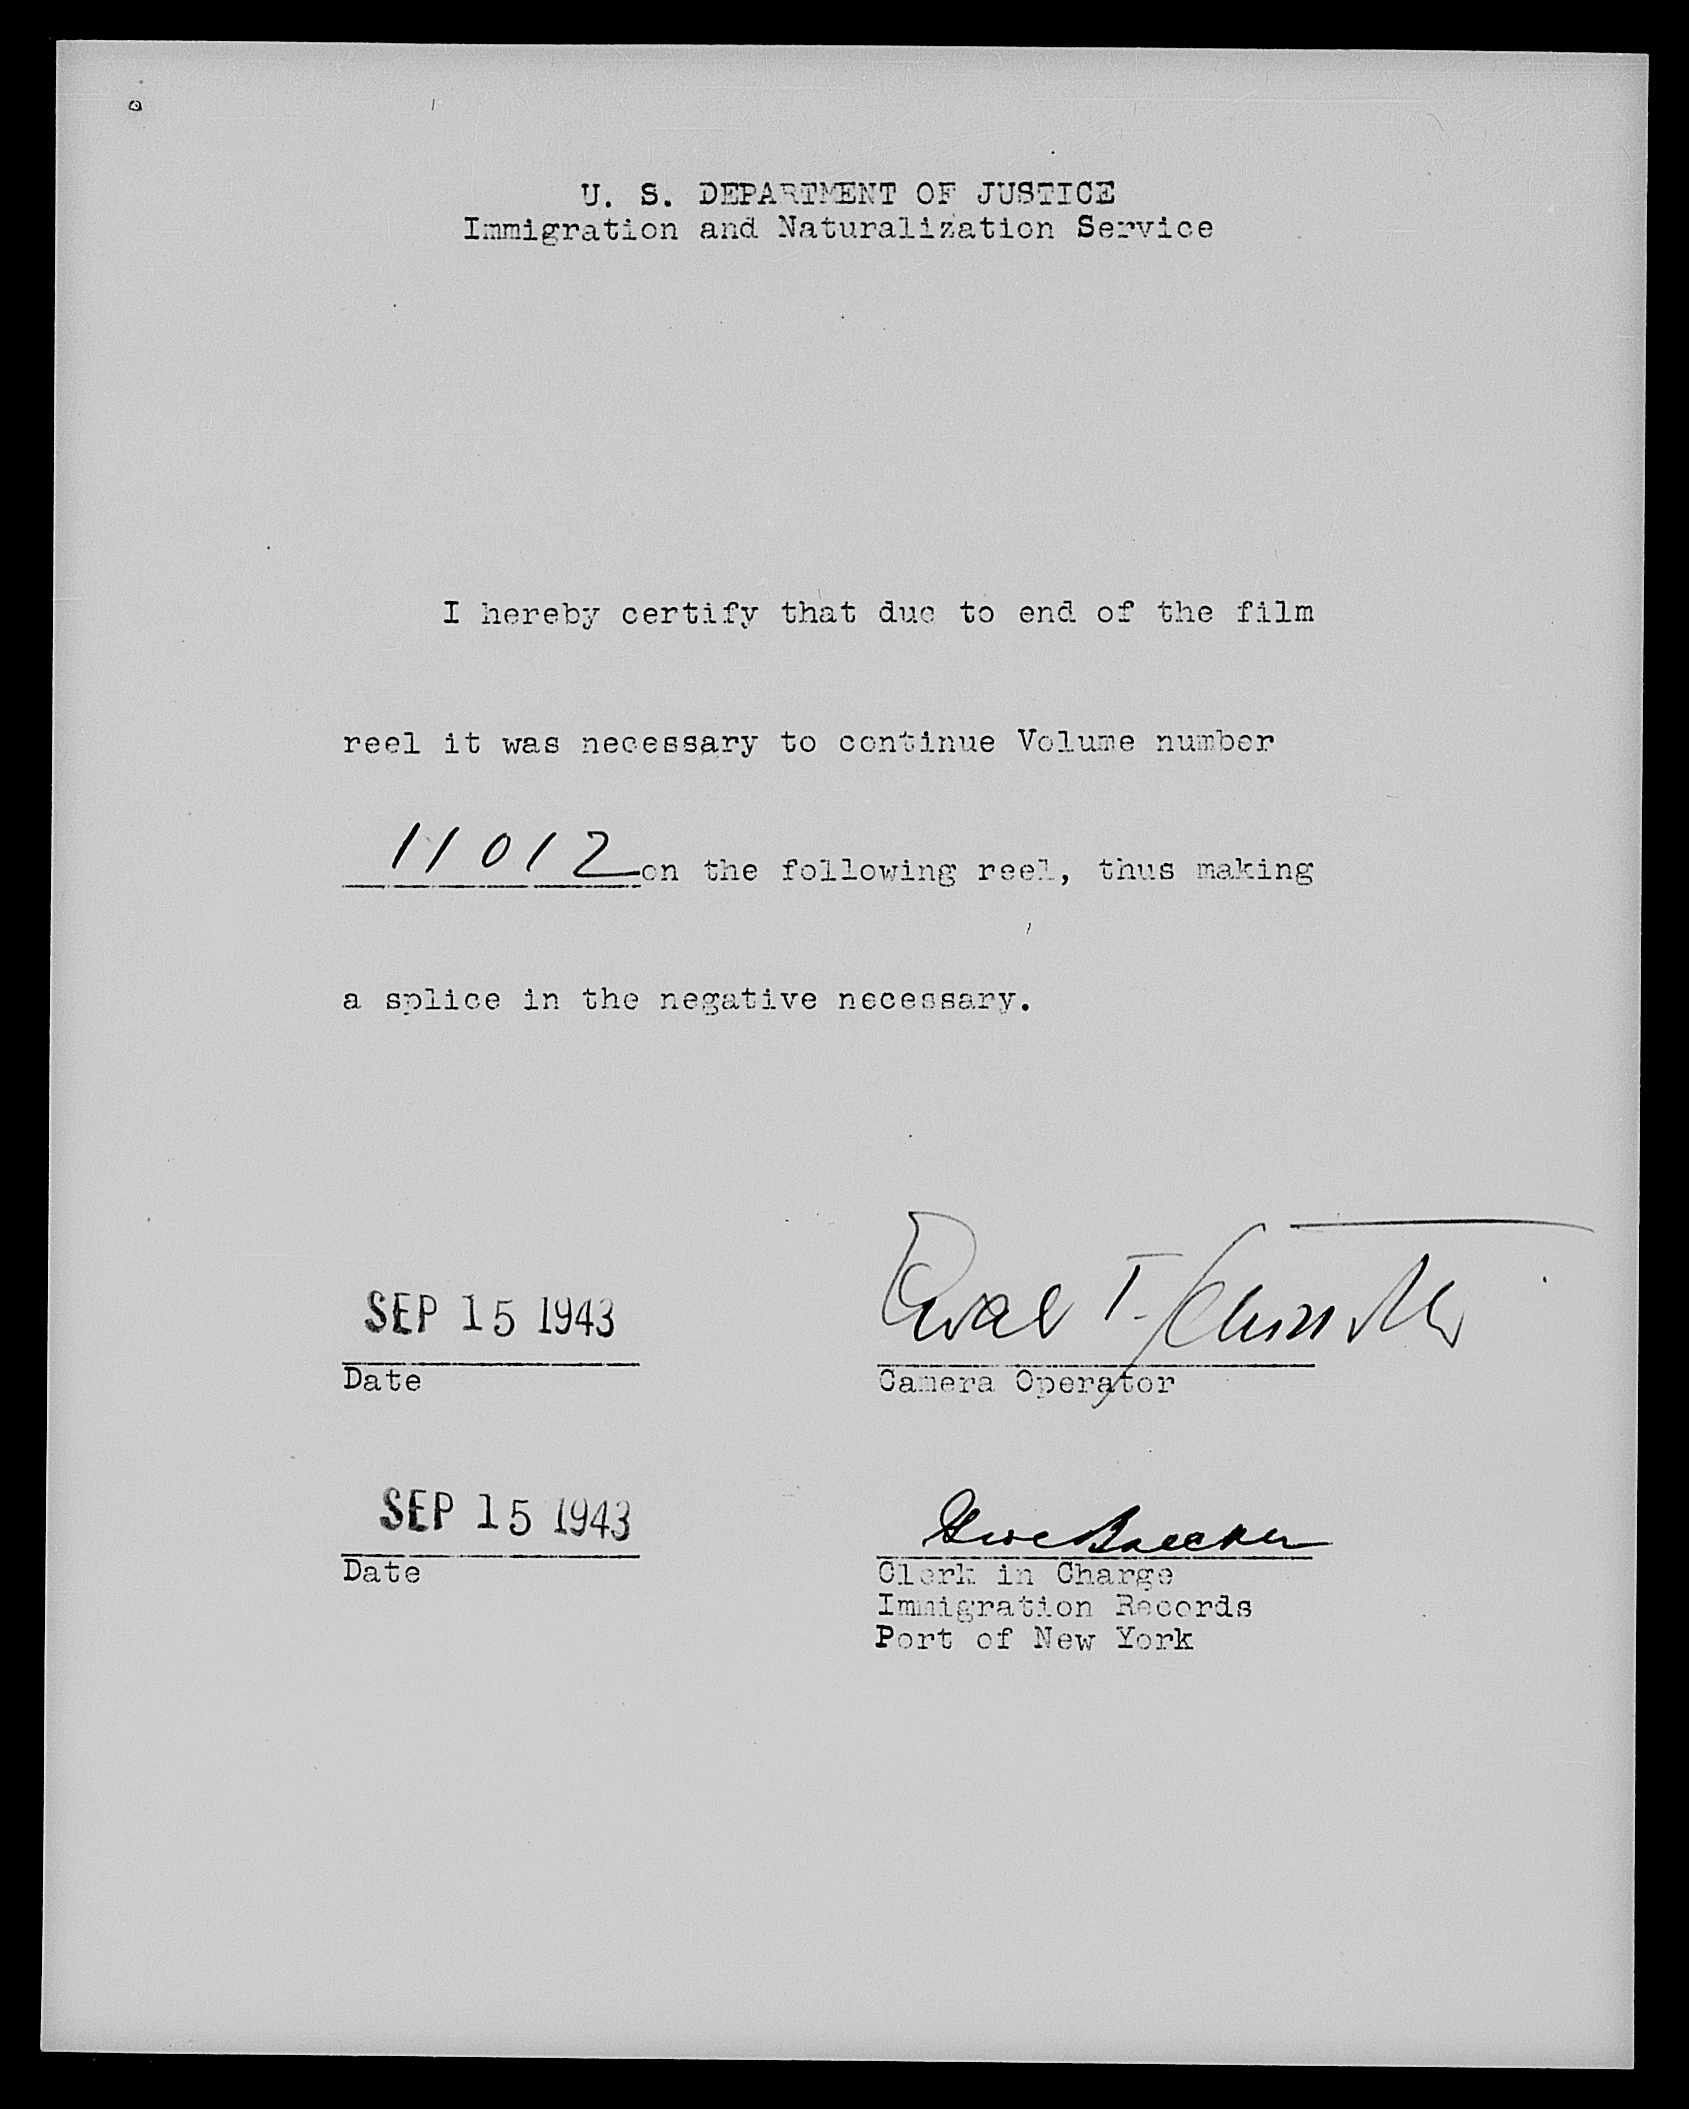 U. S. DEPARTMENT OF JUSTICE
Immigration and Naturalization Service
I hereby certify that due to end of the film
reel it was necessary to continue Volume number
11012 on the following reel, thus making
a splice in the negative necessary.
SEP 15 1943
Date
Camera Operator
SEP 15 1943
Date
Clerk in Charge
Immigration Records
Port of New York